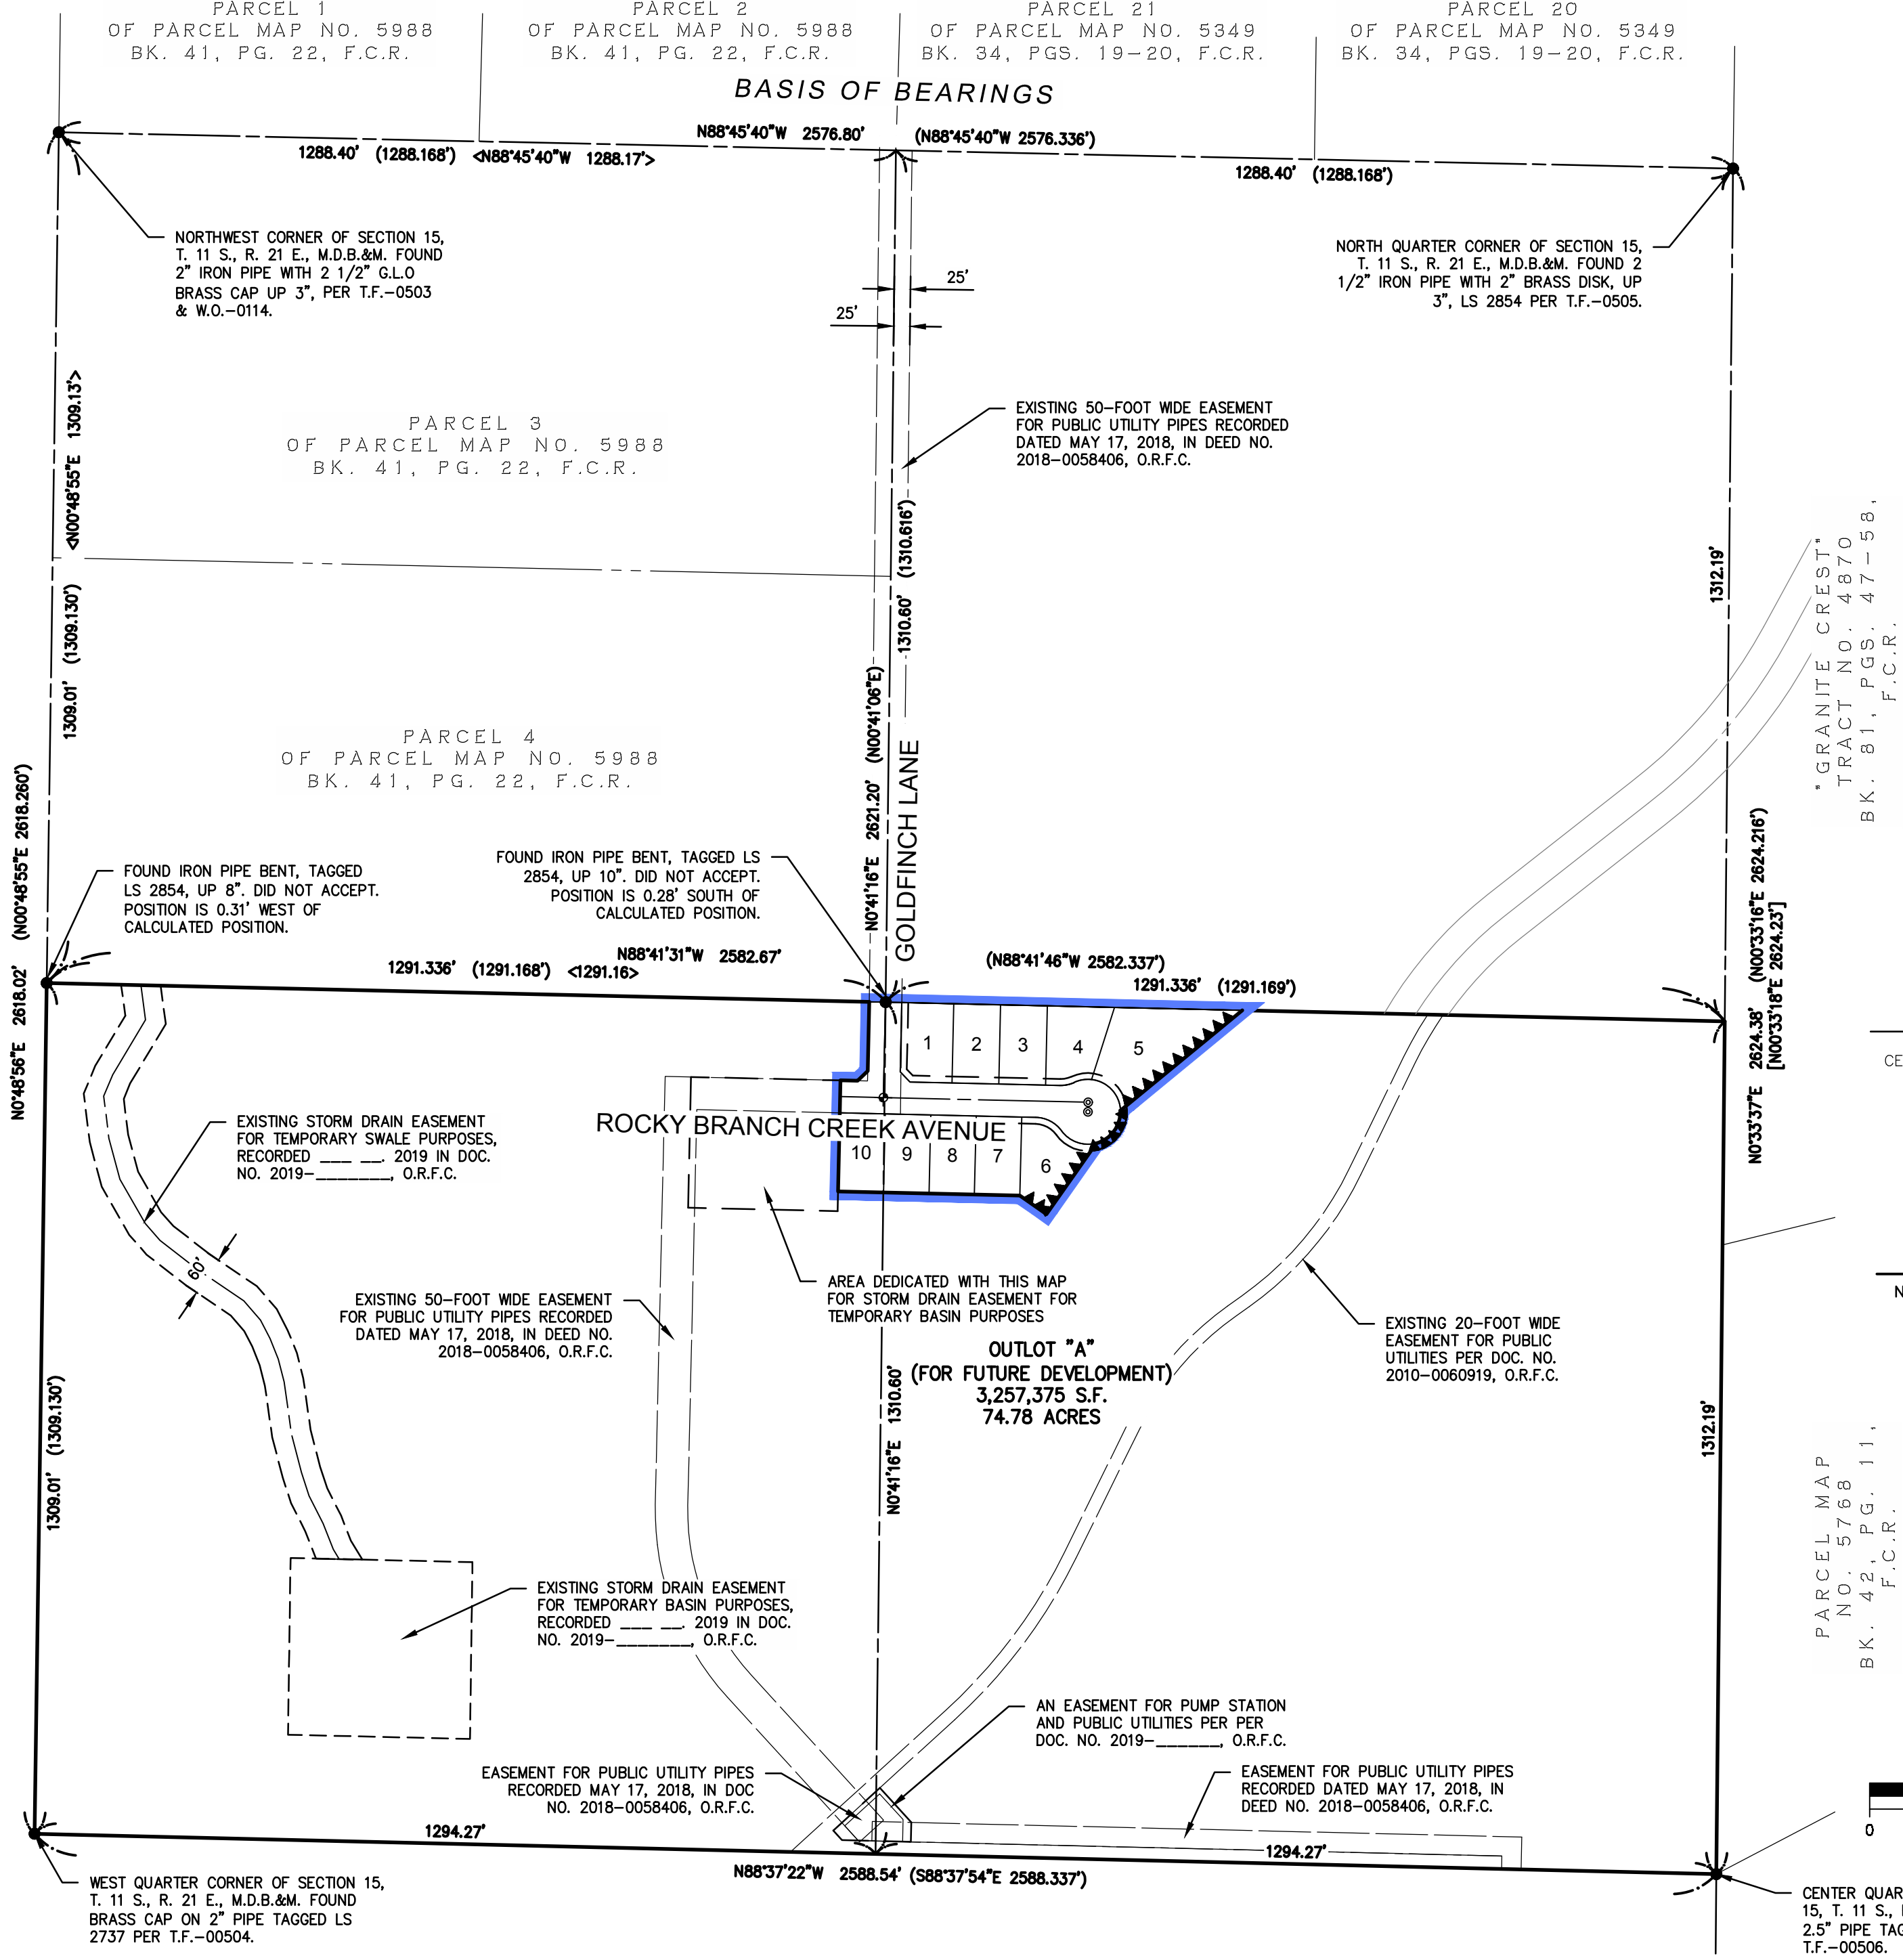 PARCEL 1
OF PARCEL MAP NO. 5988
BK. 41, PG. 22, F.C.R.
PARCEL 2
OF PARCEL MAP NO. 5988
BK. 41, PG. 22, F.C.R.
PARCEL 21
OF PARCEL MAP NO. 5349
BK. 34, PGS. 19-20, F.C.R.
PARCEL 20
OF PARCEL MAP NO. 5349
BK. 34, PGS. 19-20, F.C.R.
BASIS OF BEARINGS
N88°45'40"W 2576.80' (N88°45'40"W 2576.336')
1288.40' (1288.168') <N88°45'40"W 1288.17'>
1288.40' (1288.168')
NORTHWEST CORNER OF SECTION 15,
T. 11 S., R. 21 E., M.D.B.&M. FOUND
2" IRON PIPE WITH 2 1/2" G.L.O
BRASS CAP UP 3", PER T.F.-0503
& W.O.-0114.
NORTH QUARTER CORNER OF SECTION 15,
T. 11 S., R. 21 E., M.D.B.&M. FOUND 2
1/2" IRON PIPE WITH 2" BRASS DISK, UP
3", LS 2854 PER T.F.-0505.
25'
25'
EXISTING 50-FOOT WIDE EASEMENT
FOR PUBLIC UTILITY PIPES RECORDED
DATED MAY 17, 2018, IN DEED NO.
2018-0058406, O.R.F.C.
1309.01' (1309.130') <N00°48'55"E 1309.13'>
PARCEL 3
OF PARCEL MAP NO. 5988
BK. 41, PG. 22, F.C.R.
1310.60' (1310.616')
1312.19'
"GRANITE CREST"
TRACT NO. 4870
BK. 81, PGS. 47-58,
F.C.R.
PARCEL 4
OF PARCEL MAP NO. 5988
BK. 41, PG. 22, F.C.R.
N0°41'16"E 2621.20' (N00°41'06"E)
GOLDFINCH LANE
N0°48'56"E 2618.02' (N00°48'55"E 2618.260')
N0°33'37"E 2624.38' (N00°33'16"E 2624.216')
[N00°33'18"E 2624.23']
FOUND IRON PIPE BENT, TAGGED
LS 2854, UP 8". DID NOT ACCEPT.
POSITION IS 0.31' WEST OF
CALCULATED POSITION.
FOUND IRON PIPE BENT, TAGGED LS
2854, UP 10". DID NOT ACCEPT.
POSITION IS 0.28' SOUTH OF
CALCULATED POSITION.
N88°41'31"W 2582.67'
(N88°41'46"W 2582.337')
1291.336' (1291.168') <1291.16>
1291.336' (1291.169')
1
2
3
4
5
CE
ROCKY BRANCH CREEK AVENUE
10
9
8
7
6
EXISTING STORM DRAIN EASEMENT
FOR TEMPORARY SWALE PURPOSES,
RECORDED ___ __. 2019 IN DOC.
NO. 2019-_______, O.R.F.C.
60'
AREA DEDICATED WITH THIS MAP
FOR STORM DRAIN EASEMENT FOR
TEMPORARY BASIN PURPOSES
EXISTING 50-FOOT WIDE EASEMENT
FOR PUBLIC UTILITY PIPES RECORDED
DATED MAY 17, 2018, IN DEED NO.
2018-0058406, O.R.F.C.
N
EXISTING 20-FOOT WIDE
EASEMENT FOR PUBLIC
UTILITIES PER DOC. NO.
2010-0060919, O.R.F.C.
OUTLOT "A"
(FOR FUTURE DEVELOPMENT)
3,257,375 S.F.
74.78 ACRES
1309.01' (1309.130')
N0°41'16"E 1310.60'
1312.19'
PARCEL MAP
NO. 5768
BK. 42, PG. 11,
F.C.R.
EXISTING STORM DRAIN EASEMENT
FOR TEMPORARY BASIN PURPOSES,
RECORDED ___ __. 2019 IN DOC.
NO. 2019-_______, O.R.F.C.
AN EASEMENT FOR PUMP STATION
AND PUBLIC UTILITIES PER PER
DOC. NO. 2019-______, O.R.F.C.
EASEMENT FOR PUBLIC UTILITY PIPES
RECORDED MAY 17, 2018, IN DOC
NO. 2018-0058406, O.R.F.C.
EASEMENT FOR PUBLIC UTILITY PIPES
RECORDED DATED MAY 17, 2018, IN
DEED NO. 2018-0058406, O.R.F.C.
0
1294.27'
1294.27'
N88°37'22"W 2588.54' (S88°37'54"E 2588.337')
WEST QUARTER CORNER OF SECTION 15,
T. 11 S., R. 21 E., M.D.B.&M. FOUND
BRASS CAP ON 2" PIPE TAGGED LS
2737 PER T.F.-00504.
CENTER QUAR
15, T. 11 S.,
2.5" PIPE TAG
T.F.-00506.